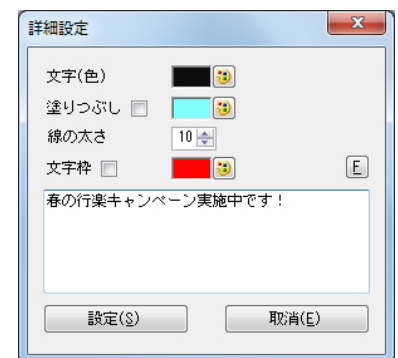 詳細設定
文字(色)
塗りつぶし
線の太さ 10
文字枠
F
春の行楽キャンペーン実施中です！
設定(S) 取消(E)